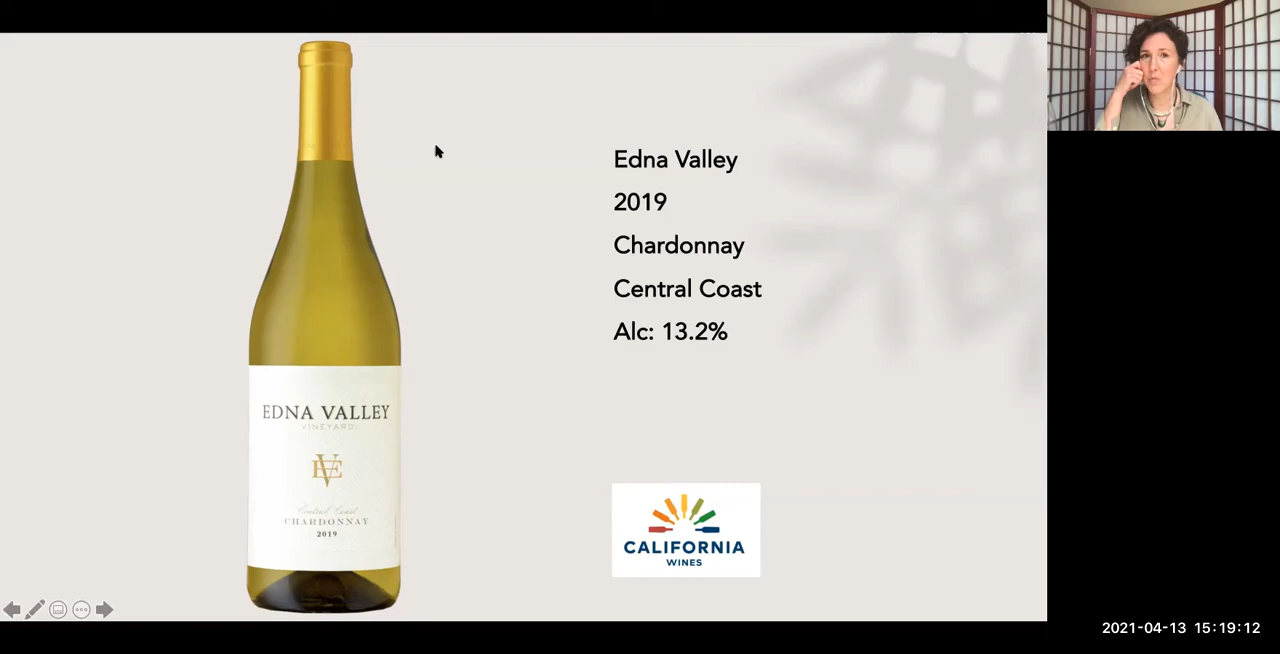 Edna Valley
2019
Chardonnay
Central Coast
Alc: 13.2%
EDNA VALLEY
VINEYARD
EVE
Central Coast
CHARDONNAY
2019
CALIFORNIA
WINES
2021-04-13 15:19:12